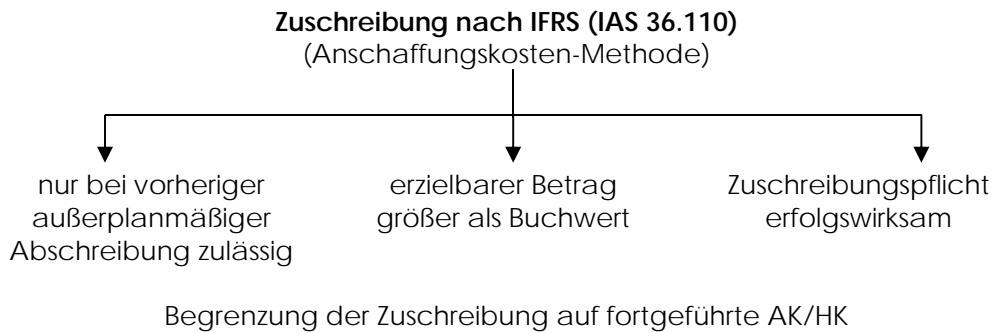 Zuschreibung nach IFRS (IAS 36.110)
(Anschaffungskosten-Methode)
nur bei vorheriger
außerplanmäßiger
Abschreibung zulässig
erzielbarer Betrag
größer als Buchwert
Zuschreibungspflicht
erfolgswirksam
Begrenzung der Zuschreibung auf fortgeführte AK/HK